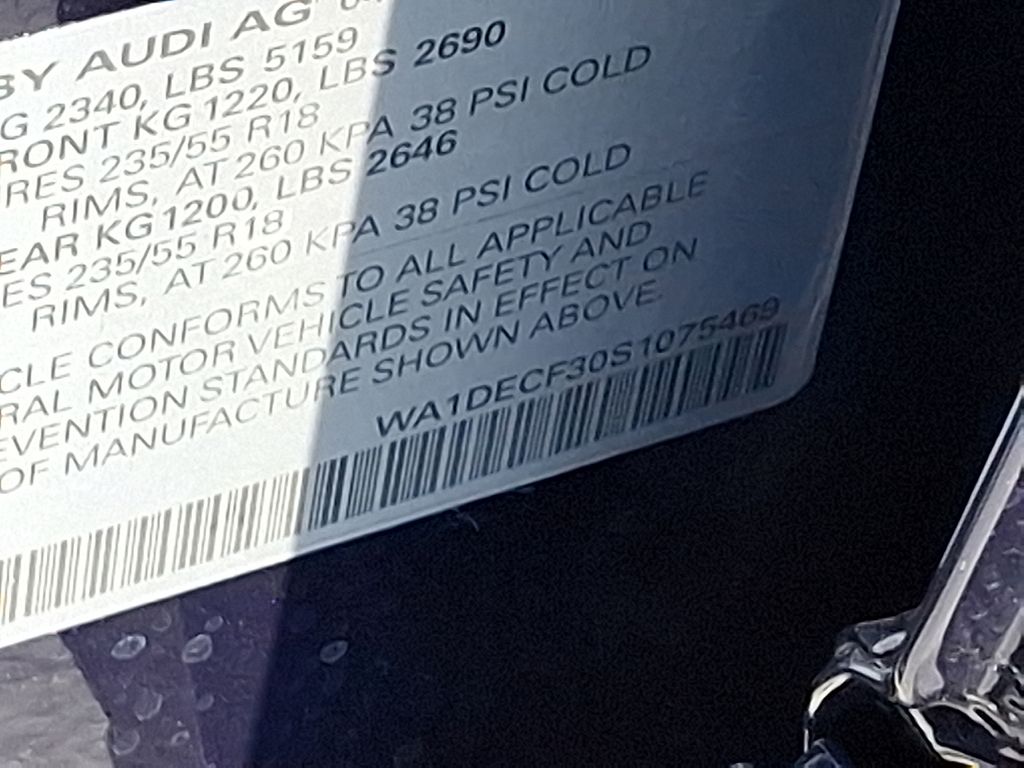 BY AUDI AG
G 2340, LBS 5159
RONT KG 1220, LBS 2690
RES 235/55 R18
RIMS, AT 260 KPA 38 PSI COLD
EAR KG 1200, LBS 2646
ES 235/55 R18
RIMS, AT 260 KPA 38 PSI COLD
CLE CONFORMS TO ALL APPLICABLE
RAL MOTOR VEHICLE SAFETY AND
EVENTION STANDARDS IN EFFECT ON
OF MANUFACTURE SHOWN ABOVE.
WA1DECF30S1075469